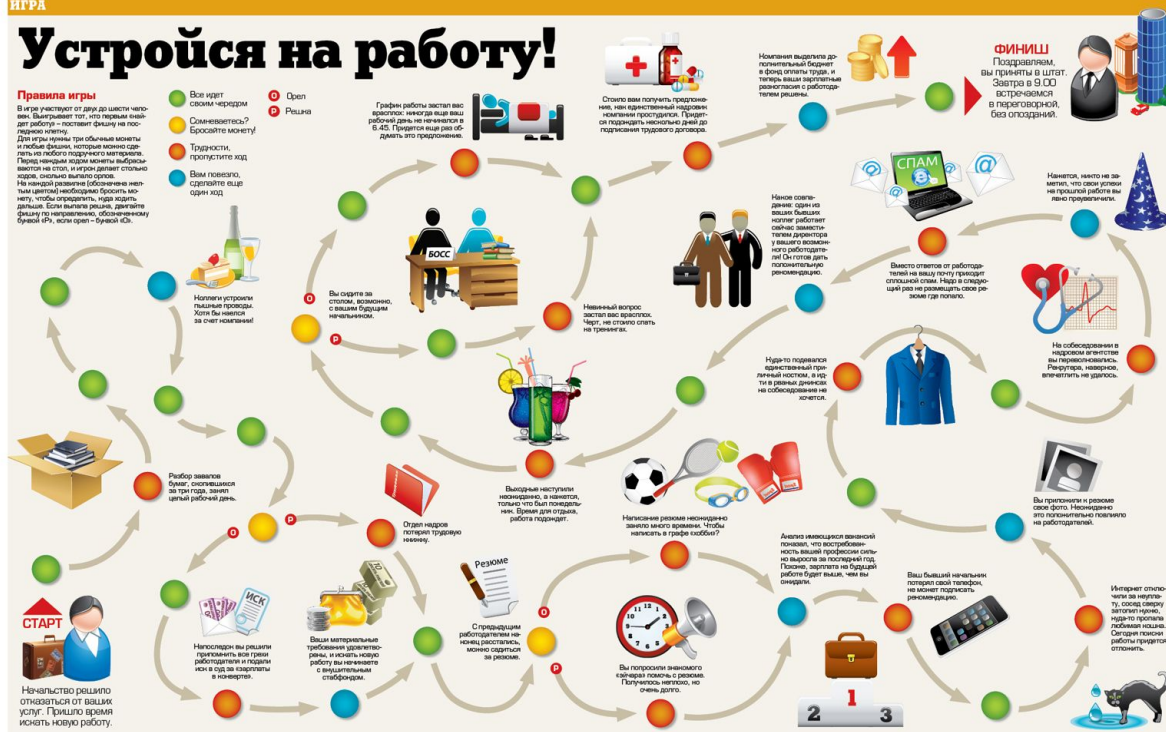 ИГРА
Устройся на работу!
Правила игры
В игре участвуют от двух до шести чело-
век. Выигрывает тот, кто первым «най-
дет работу» – поставит фишку на пос-
леднюю клетку.
Для игры нужны три обычные монеты
и любые фишки, которые можно сде-
лать из любого подручного материала.
Перед каждым ходом монеты выбрасы-
ваются на стол, и игрок делает столько
ходов, сколько выпало орлов.
На каждой развилке (обозначена жел-
тым цветом) необходимо бросить мо-
нету, чтобы определить, куда ходить
дальше. Если выпала решка, двигайте
фишку по направлению, обозначенному
буквой «Р», если орел – буквой «О».
Все идет
своим чередом
Сомневаетесь?
Бросайте монету!
Трудности,
пропустите ход
Вам повезло,
сделайте еще
один ход
О Орел
Р Решка
СТАРТ
Начальство решило
отказаться от ваших
услуг. Пришло время
искать новую работу.
Разбор завалов
бумаг, скопившихся
за три года, занял
целый рабочий день.
Коллеги устроили
пышные проводы.
Хотя бы наелся
за счет компании!
О
Р
Отдел кадров
потерял трудовую
книжку.
ИСК
Напоследок вы решили
припомнить все грехи
работодателя и подали
иск в суд за «зарплаты
в конверте».
Ваши материальные
требования удовлетво-
рены, и искать новую
работу вы начинаете
с внушительным
стабфондом.
Резюме
С предыдущим
работодателем на-
конец расстались,
можно садиться
за резюме.
О
Р
Написание резюме неожиданно
заняло много времени. Чтобы
написать в графе «хобби»?
Вы попросили знакомого
«эйчара» помочь с резюме.
Получилось неплохо, но
очень долго.
Анализ имеющихся вакансий
показал, что востребован-
ность вашей профессии силь-
но выросла за последний год.
Похоже, зарплата на будущей
работе будет выше, чем вы
ожидали.
2 1 3
Ваш бывший начальник
потерял свой телефон,
не может подписать
рекомендацию.
Интернет отклю-
чили за неупла-
ту, сосед сверху
затопил кухню,
куда-то пропала
любимая кошка.
Сегодня поиски
работы придется
отложить.
Вы приложили к резюме
свое фото. Неожиданно
это положительно повлияло
на работодателей.
Куда-то подевался
единственный при-
личный костюм, а ид-
ти в рваных джинсах
на собеседование не
хочется.
На собеседовании в
кадровом агентстве
вы переволновались.
Рекрутера, наверное,
впечатлить не удалось.
Кажется, никто не за-
метил, что свои успехи
на прошлой работе вы
явно преувеличили.
СПАМ
Вместо ответов от работода-
телей на вашу почту приходит
сплошной спам. Надо в следую-
щий раз не размещать свое ре-
зюме где попало.
Какое совпа-
дение: один из
ваших бывших
коллег работает
сейчас замести-
телем директора
у вашего возмож-
ного работодате-
ля! Он готов дать
положительную
рекомендацию.
Выходные наступили
неожиданно, а кажется,
только что был понедель-
ник. Время для отдыха,
работа подождет.
О
Р
Вы сидите за
столом, возможно,
с вашим будущим
начальником.
БОСС
Невинный вопрос
застал вас врасплох.
Черт, не стоило спать
на тренингах.
График работы застал вас
врасплох: никогда еще ваш
рабочий день не начинался в
6.45. Придется еще раз об-
думать это предложение.
Стоило вам получить предложе-
ние, как единственный кадровик
компании простудился. Придет-
ся подождать несколько дней до
подписания трудового договора.
Компания выделила до-
полнительный бюджет
в фонд оплаты труда, и
теперь ваши зарплатные
разногласия с работода-
телем решены.
ФИНИШ
Поздравляем,
вы приняты в штат.
Завтра в 9.00
встречаемся
в переговорной,
без опозданий.